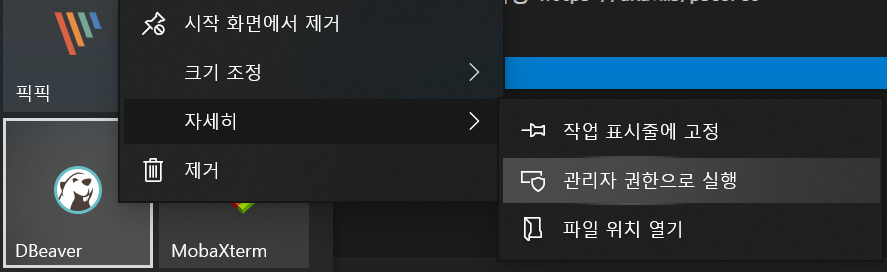 시작 화면에서 제거
크기 조정
자세히
제거
픽픽
DBeaver
MobaXterm
작업 표시줄에 고정
관리자 권한으로 실행
파일 위치 열기